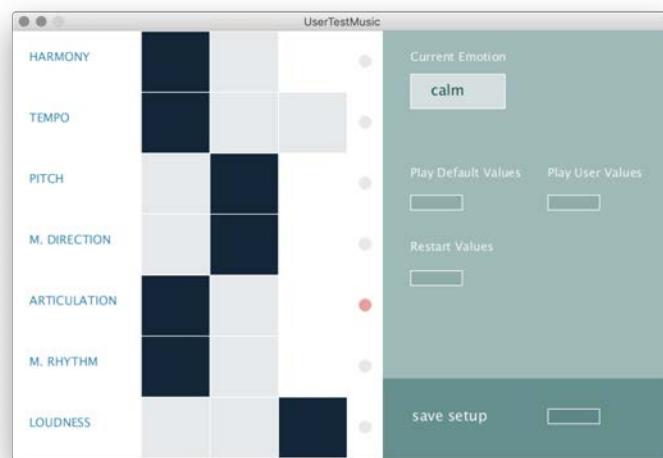 UserTestMusic
HARMONY
TEMPO
PITCH
M. DIRECTION
ARTICULATION
M. RHYTHM
LOUDNESS
Current Emotion
calm
Play Default Values Play User Values
Restart Values
save setup